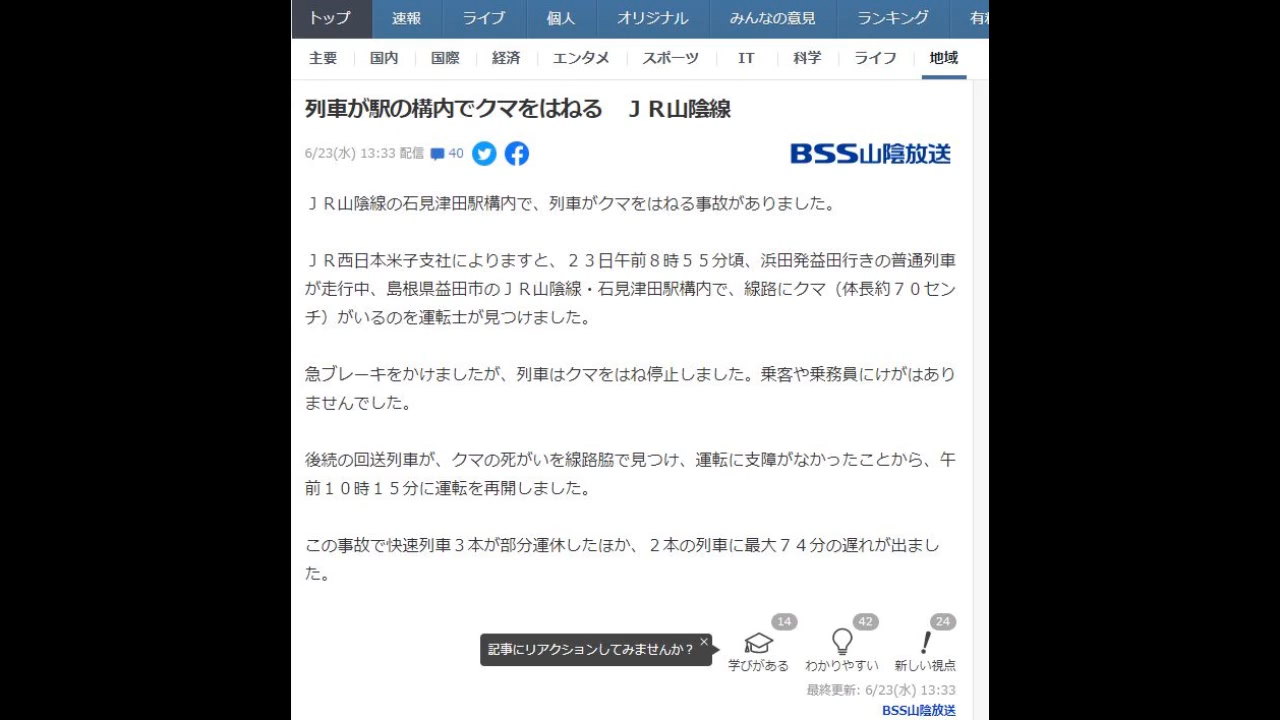 トップ 速報 ライブ 個人 オリジナル みんなの意見 ランキング
主要 国内 国際 経済 エンタメ スポーツ IT 科学 ライフ 地域
列車が駅の構内でクマをはねる　ＪＲ山陰線
6/23(水) 13:33 配信 40
BSS山陰放送
ＪＲ山陰線の石見津田駅構内で、列車がクマをはねる事故がありました。
ＪＲ西日本米子支社によりますと、２３日午前８時５５分頃、浜田発益田行きの普通列車
が走行中、島根県益田市のＪＲ山陰線・石見津田駅構内で、線路にクマ（体長約７０セン
チ）がいるのを運転士が見つけました。
急ブレーキをかけましたが、列車はクマをはね停止しました。乗客や乗務員にけがはあり
ませんでした。
後続の回送列車が、クマの死がいを線路脇で見つけ、運転に支障がなかったことから、午
前１０時１５分に運転を再開しました。
この事故で快速列車３本が部分運休したほか、２本の列車に最大７４分の遅れが出まし
た。
14 42 24
記事にリアクションしてみませんか？ ×
学びがある わかりやすい 新しい視点
最終更新: 6/23(水) 13:33
BSS山陰放送